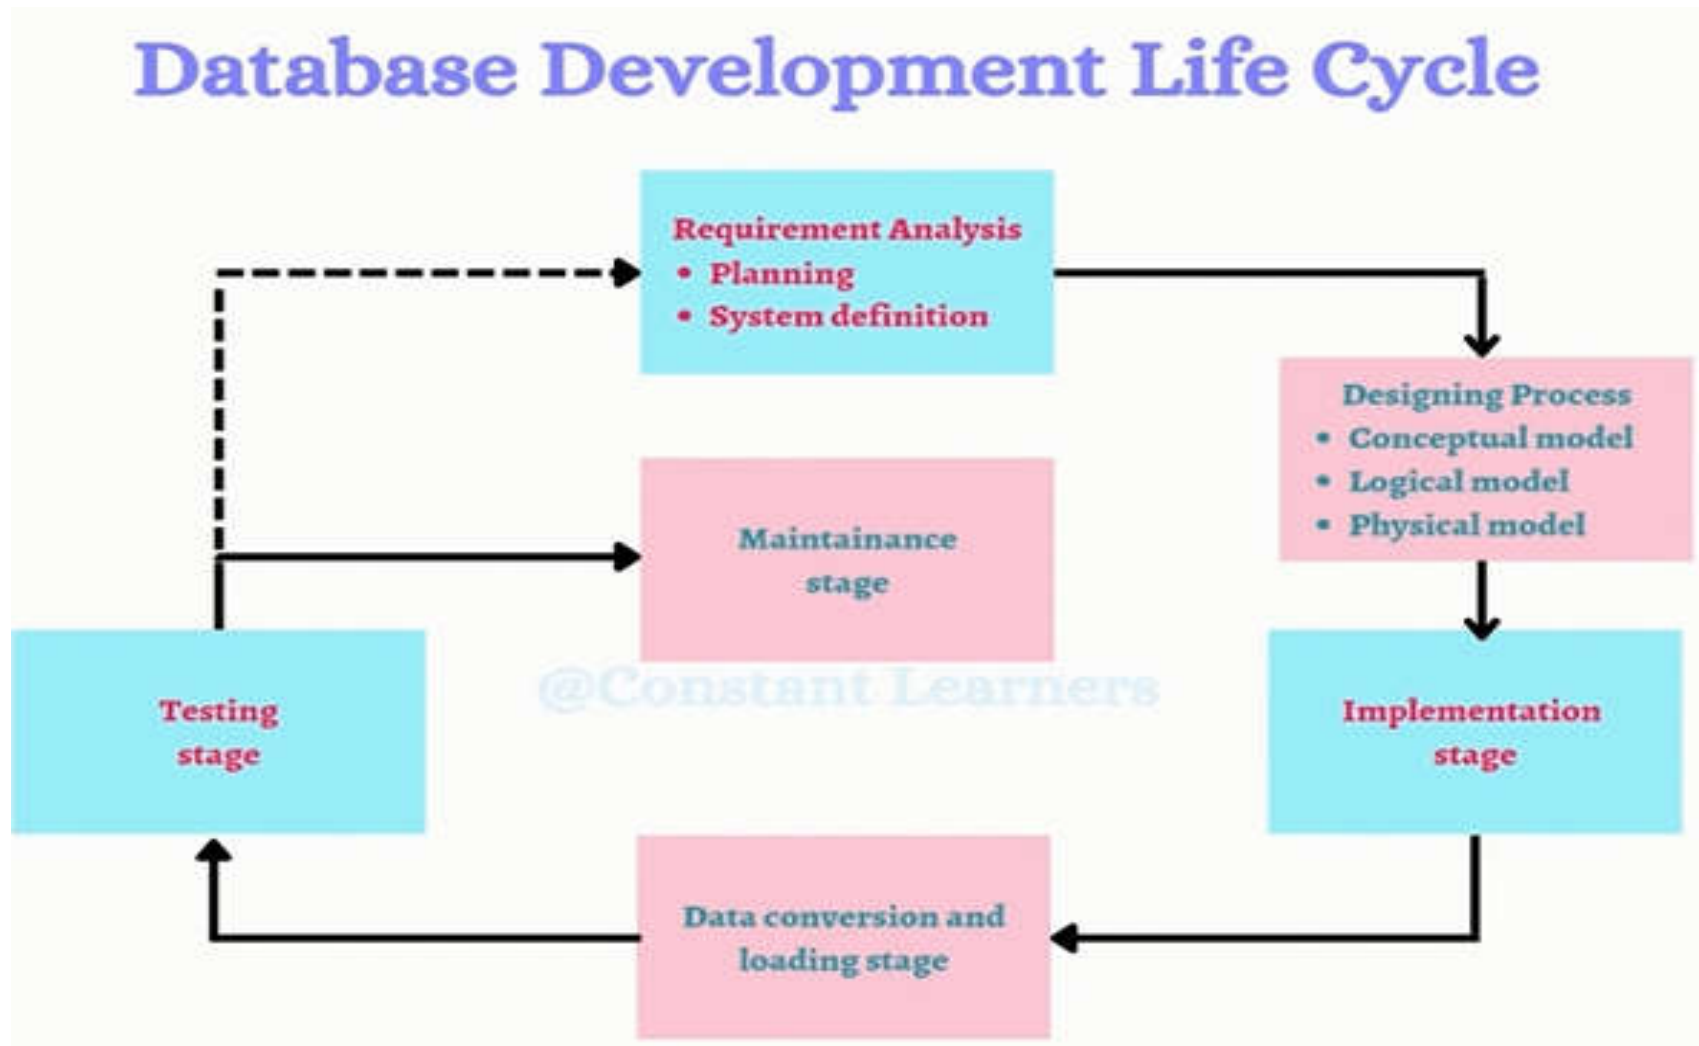 Database Development Life Cycle
Requirement Analysis
• Planning
• System definition
Designing Process
• Conceptual model
• Logical model
• Physical model
Maintainance
stage
@Constant Learners
Testing
stage
Implementation
stage
Data conversion and
loading stage